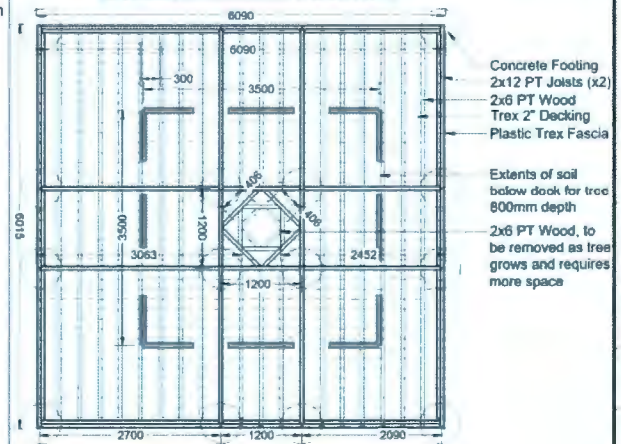 6090
6090
300
3500
3500
1200
406
406
3063
2452
1200
6015
2700
1200
2090
Concrete Footing
2x12 PT Joists (x2)
2x6 PT Wood
Trex 2" Decking
Plastic Trex Fascia
Extents of soil
below deck for tree
800mm depth
2x6 PT Wood, to
be removed as tree
grows and requires
more space